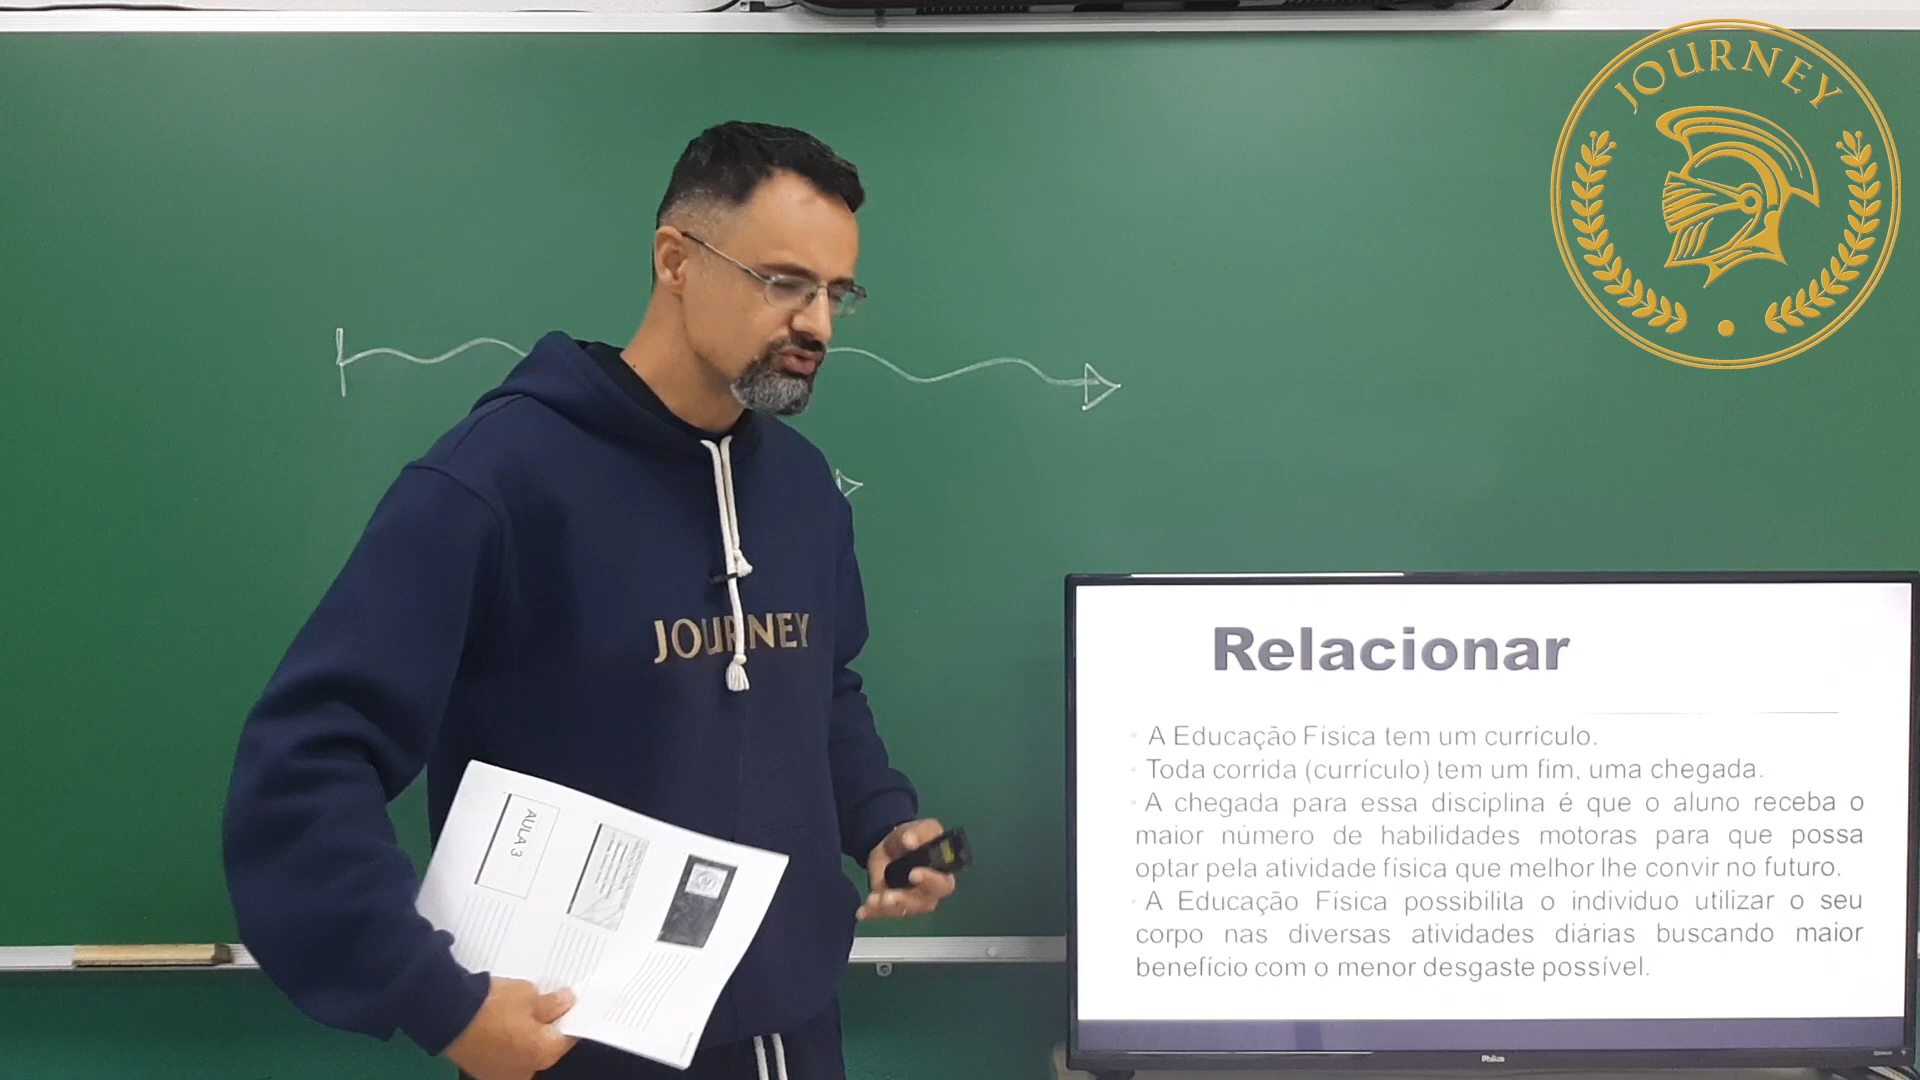 JOURNEY
JOURNEY
AULA 3
Relacionar
A Educação Física tem um currículo.
Toda corrida (currículo) tem um fim, uma chegada.
A chegada para essa disciplina é que o aluno receba o
maior número de habilidades motoras para que possa
optar pela atividade física que melhor lhe convir no futuro.
A Educação Física possibilita o individuo utilizar o seu
corpo nas diversas atividades diárias buscando maior
benefício com o menor desgaste possível.
Philco